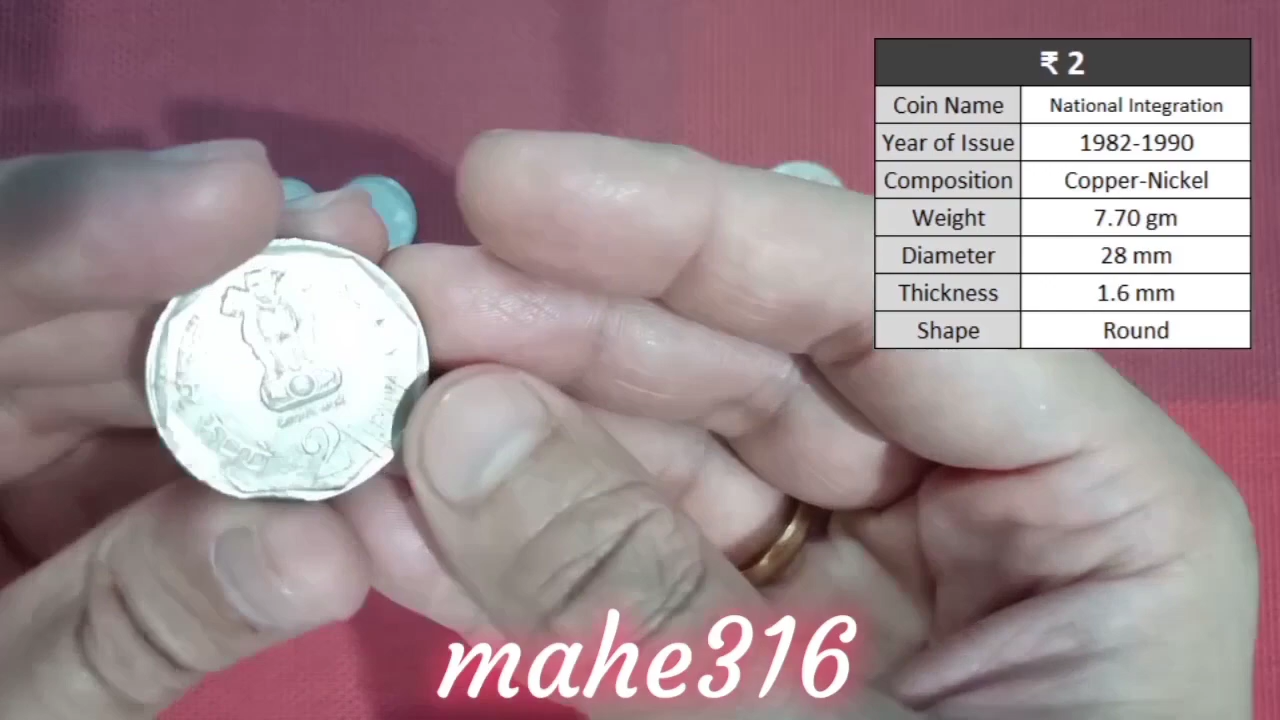 ₹ 2
Coin Name National Integration
Year of Issue 1982-1990
Composition Copper-Nickel
Weight 7.70 gm
Diameter 28 mm
Thickness 1.6 mm
Shape Round
2
mahe316